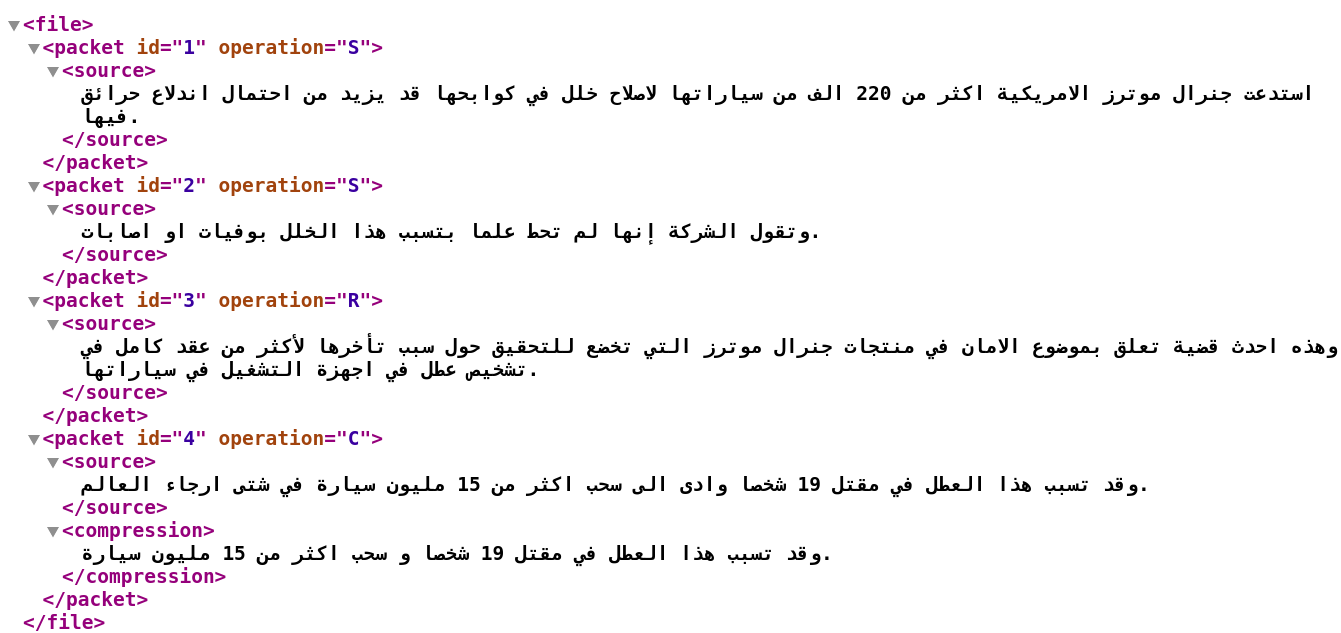 <file>
<packet id="1" operation="S">
<source>
استدعت جنرال موترز الامريكية اكثر من 220 الف من سياراتها لاصلاح خلل في كوابحها قد يزيد من احتمال اندلاع حرائق
فيها.
</source>
</packet>
<packet id="2" operation="S">
<source>
وتقول الشركة إنها لم تحط علما بتسبب هذا الخلل بوفيات او اصابات.
</source>
</packet>
<packet id="3" operation="R">
<source>
وهذه احدث قضية تعلق بموضوع الامان في منتجات جنرال موترز التي تخضع للتحقيق حول سبب تأخرها لأكثر من عقد كامل في
تشخيص عطل في اجهزة التشغيل في سياراتها.
</source>
</packet>
<packet id="4" operation="C">
<source>
وقد تسبب هذا العطل في مقتل 19 شخصا وادى الى سحب اكثر من 15 مليون سيارة في شتى ارجاء العالم.
</source>
<compression>
وقد تسبب هذا العطل في مقتل 19 شخصا و سحب اكثر من 15 مليون سيارة.
</compression>
</packet>
</file>